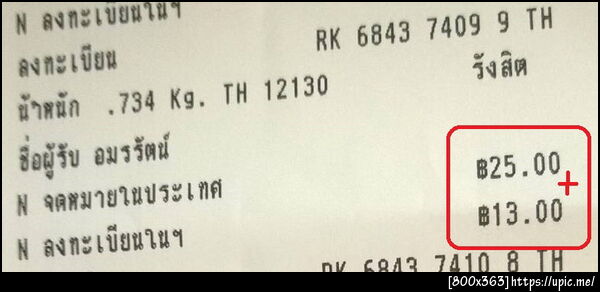 N ลงทะเบียนในฯ
RK 6843 7409 9 TH
ลงทะเบียน
รังสิต
น้ำหนัก .734 Kg. TH 12130
ชื่อผู้รับ อมรรัตน์
฿25.00
+
N จดหมายในประเทศ
฿13.00
N ลงทะเบียนในฯ
RK 6843 7410 8 TH
[800x363]https://upic.me/